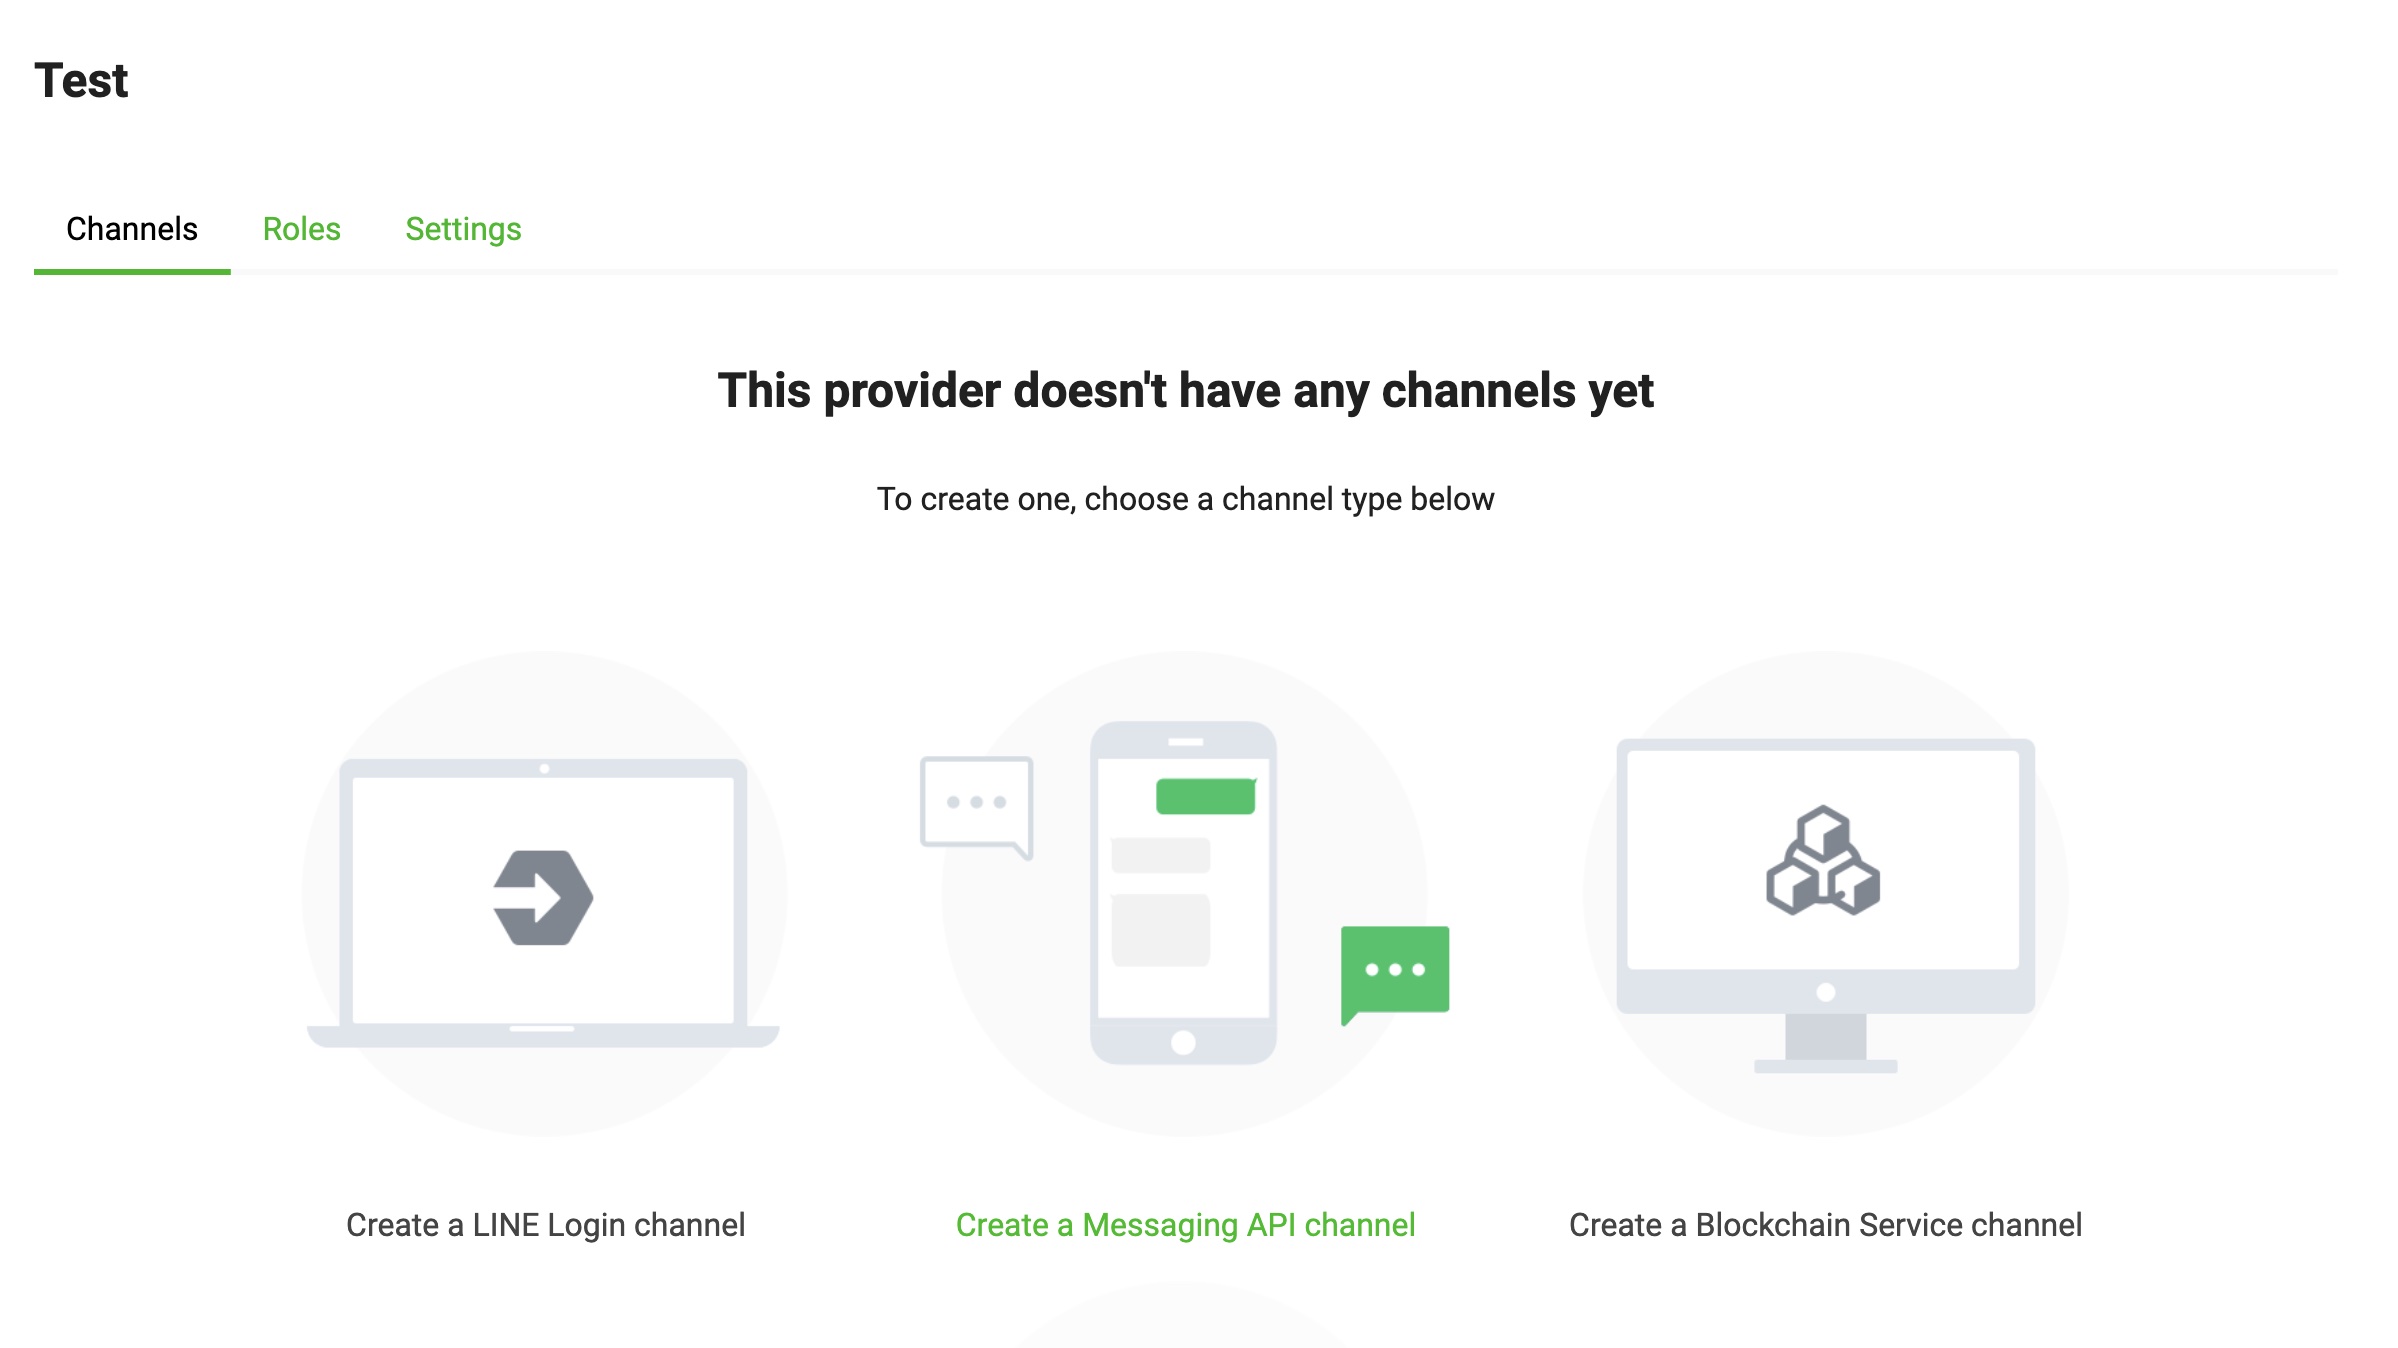 Test
Channels Roles Settings
This provider doesn't have any channels yet
To create one, choose a channel type below
Create a LINE Login channel
Create a Messaging API channel
Create a Blockchain Service channel